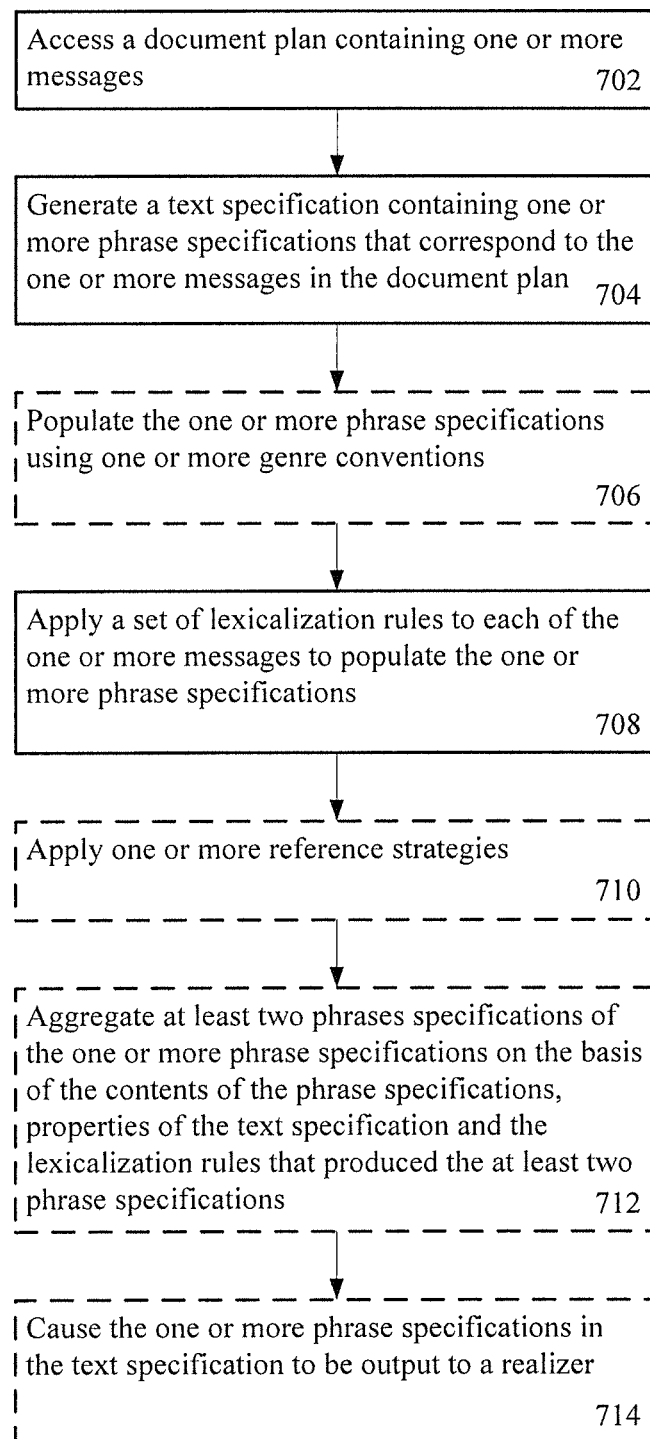 Access a document plan containing one or more
messages
702
Generate a text specification containing one or
more phrase specifications that correspond to the
one or more messages in the document plan
704
Populate the one or more phrase specifications
using one or more genre conventions
706
Apply a set of lexicalization rules to each of the
one or more messages to populate the one or
more phrase specifications
708
Apply one or more reference strategies
710
Aggregate at least two phrases specifications of
the one or more phrase specifications on the basis
of the contents of the phrase specifications,
properties of the text specification and the
lexicalization rules that produced the at least two
phrase specifications
712
Cause the one or more phrase specifications in
the text specification to be output to a realizer
714